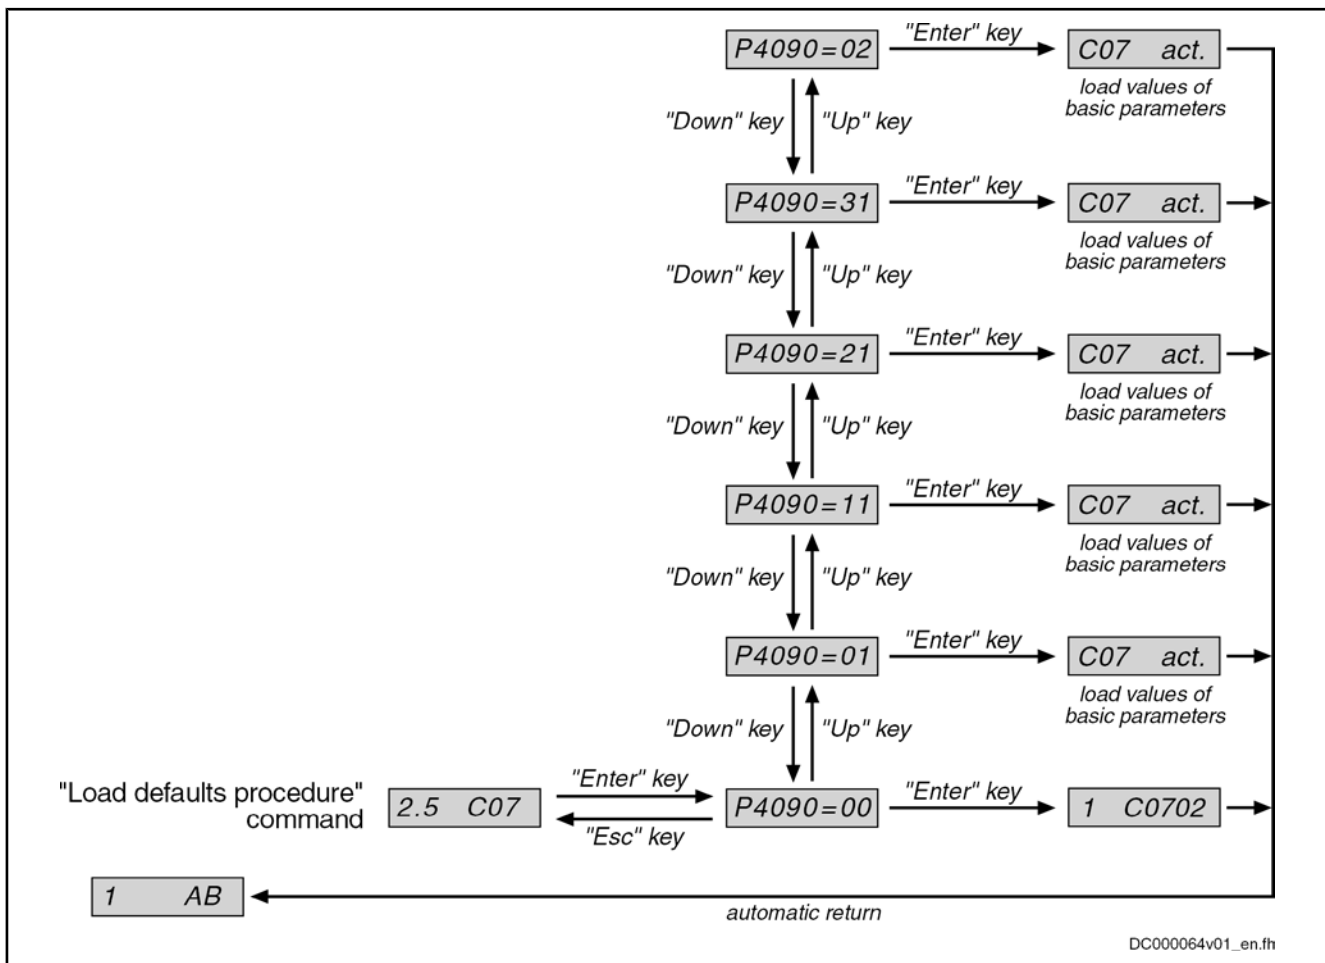 P4090=02 "Enter" key C07 act.
load values of
basic parameters
"Down" key "Up" key
P4090=31 "Enter" key C07 act.
load values of
basic parameters
"Down" key "Up" key
P4090=21 "Enter" key C07 act.
load values of
basic parameters
"Down" key "Up" key
P4090=11 "Enter" key C07 act.
load values of
basic parameters
"Down" key "Up" key
P4090=01 "Enter" key C07 act.
load values of
basic parameters
"Down" key "Up" key
"Load defaults procedure"
command
2.5 C07 "Enter" key
"Esc" key
P4090=00 "Enter" key 1 C0702
1 AB
automatic return
DC000064v01_en.fh